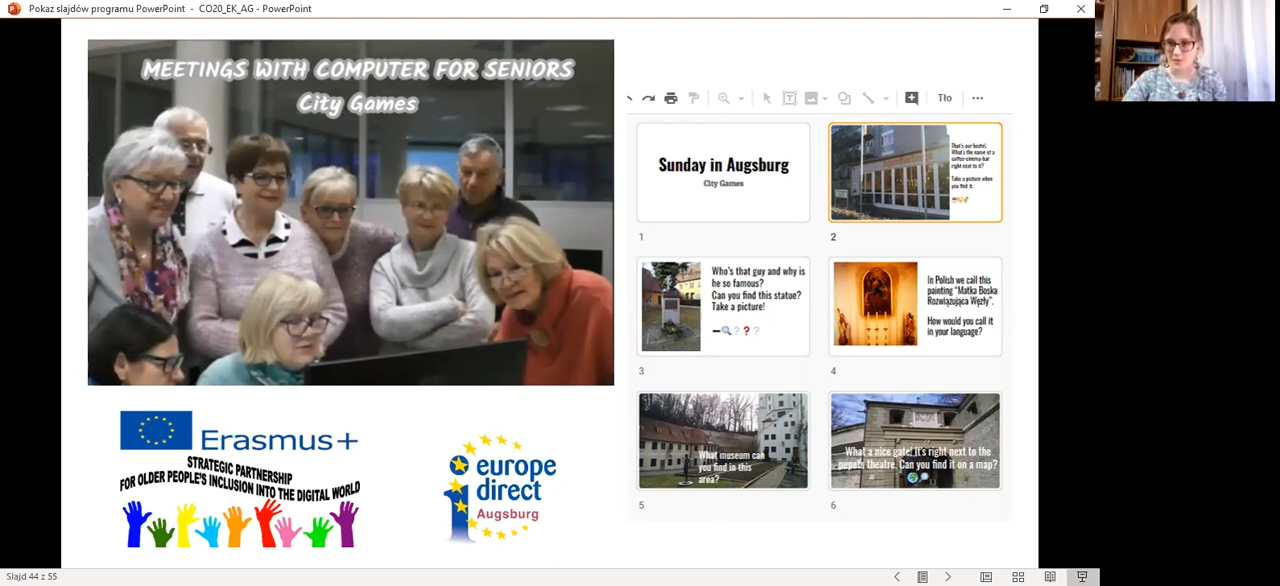 Pokaz slajdów programu PowerPoint - CO20_EK_AG - PowerPoint
MEETINGS WITH COMPUTER FOR SENIORS
City Games
Tło
Sunday in Augsburg
City Games
1
That's our hostel.
What's the name of a
coffee-cinema-bar
right next to it?
Take a picture when
you find it.
2
Who's that guy and why is
he so famous?
Can you find this statue?
Take a picture!
3
In Polish we call this
painting "Matka Boska
Rozwiązująca Węzły".
How would you call it
in your language?
4
What museum can
you find in this
area?
5
What a nice gate! It's right next to the
pupets theatre. Can you find it on a map?
6
Erasmus+
STRATEGIC PARTNERSHIP
FOR OLDER PEOPLE'S INCLUSION INTO THE DIGITAL WORLD
europe
direct
Augsburg
Slajd 44 z 55